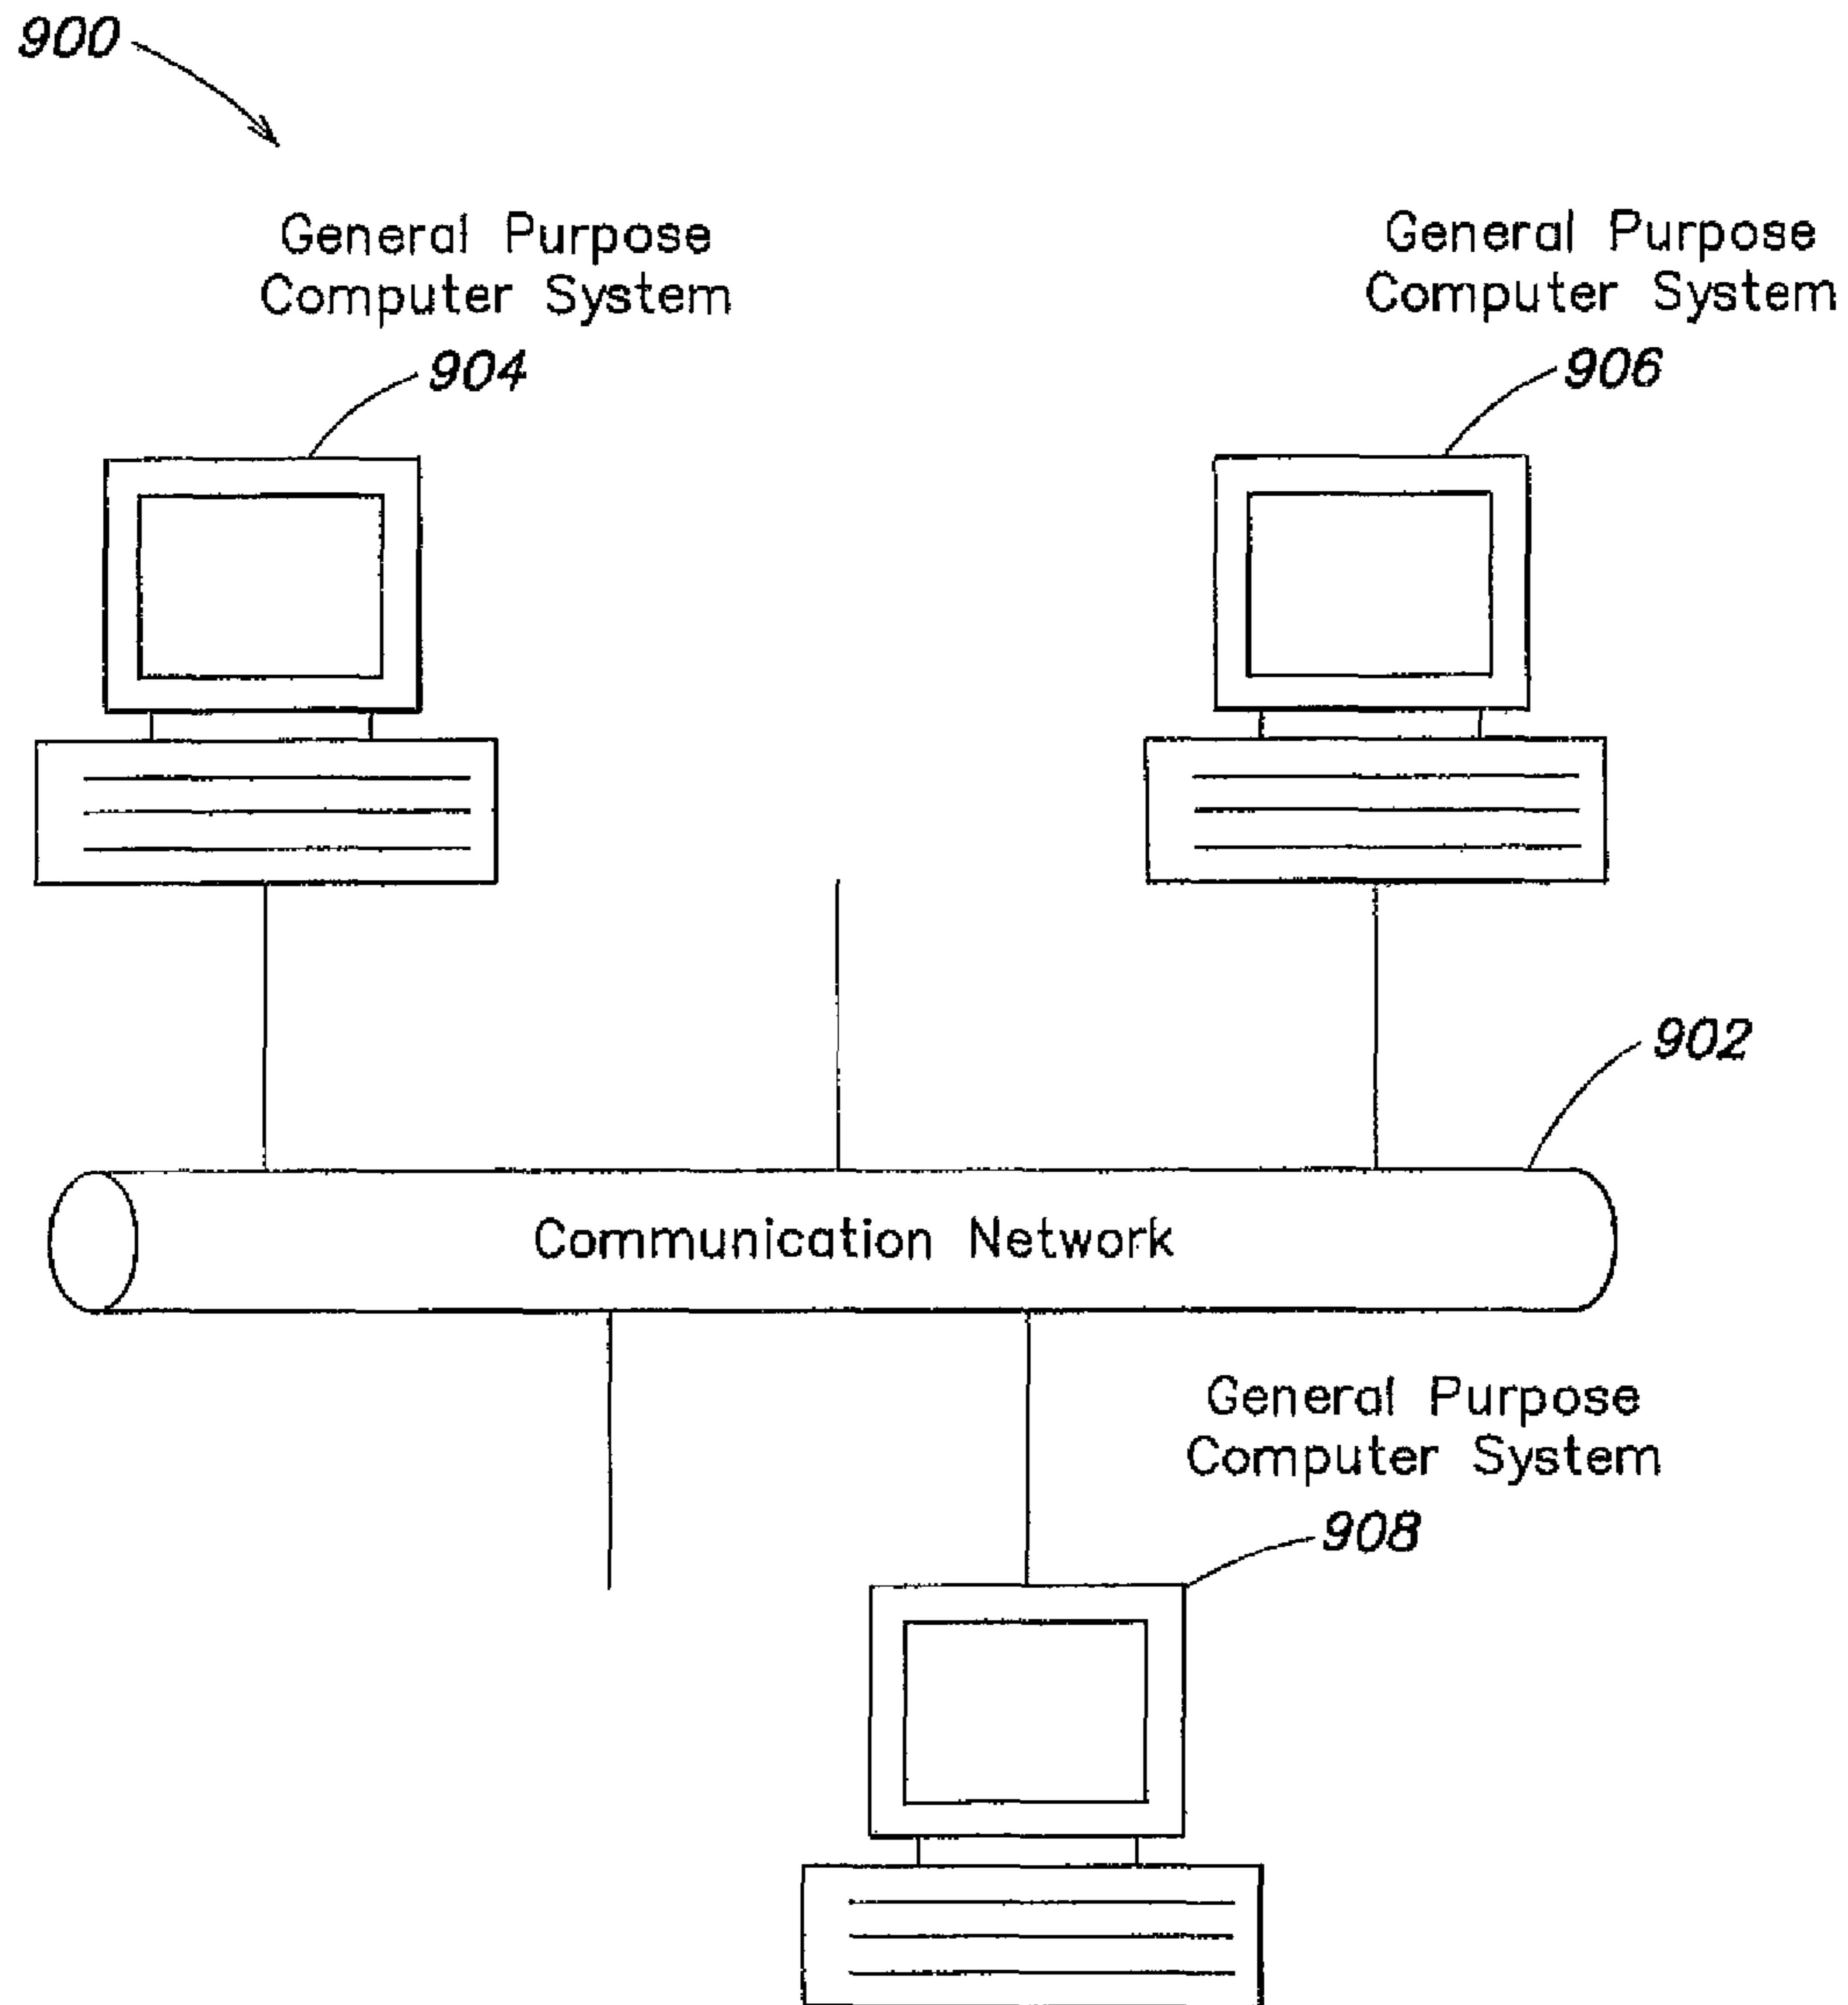 900
General Purpose
Computer System
904
General Purpose
Computer System
906
902
Communication Network
General Purpose
Computer System
908